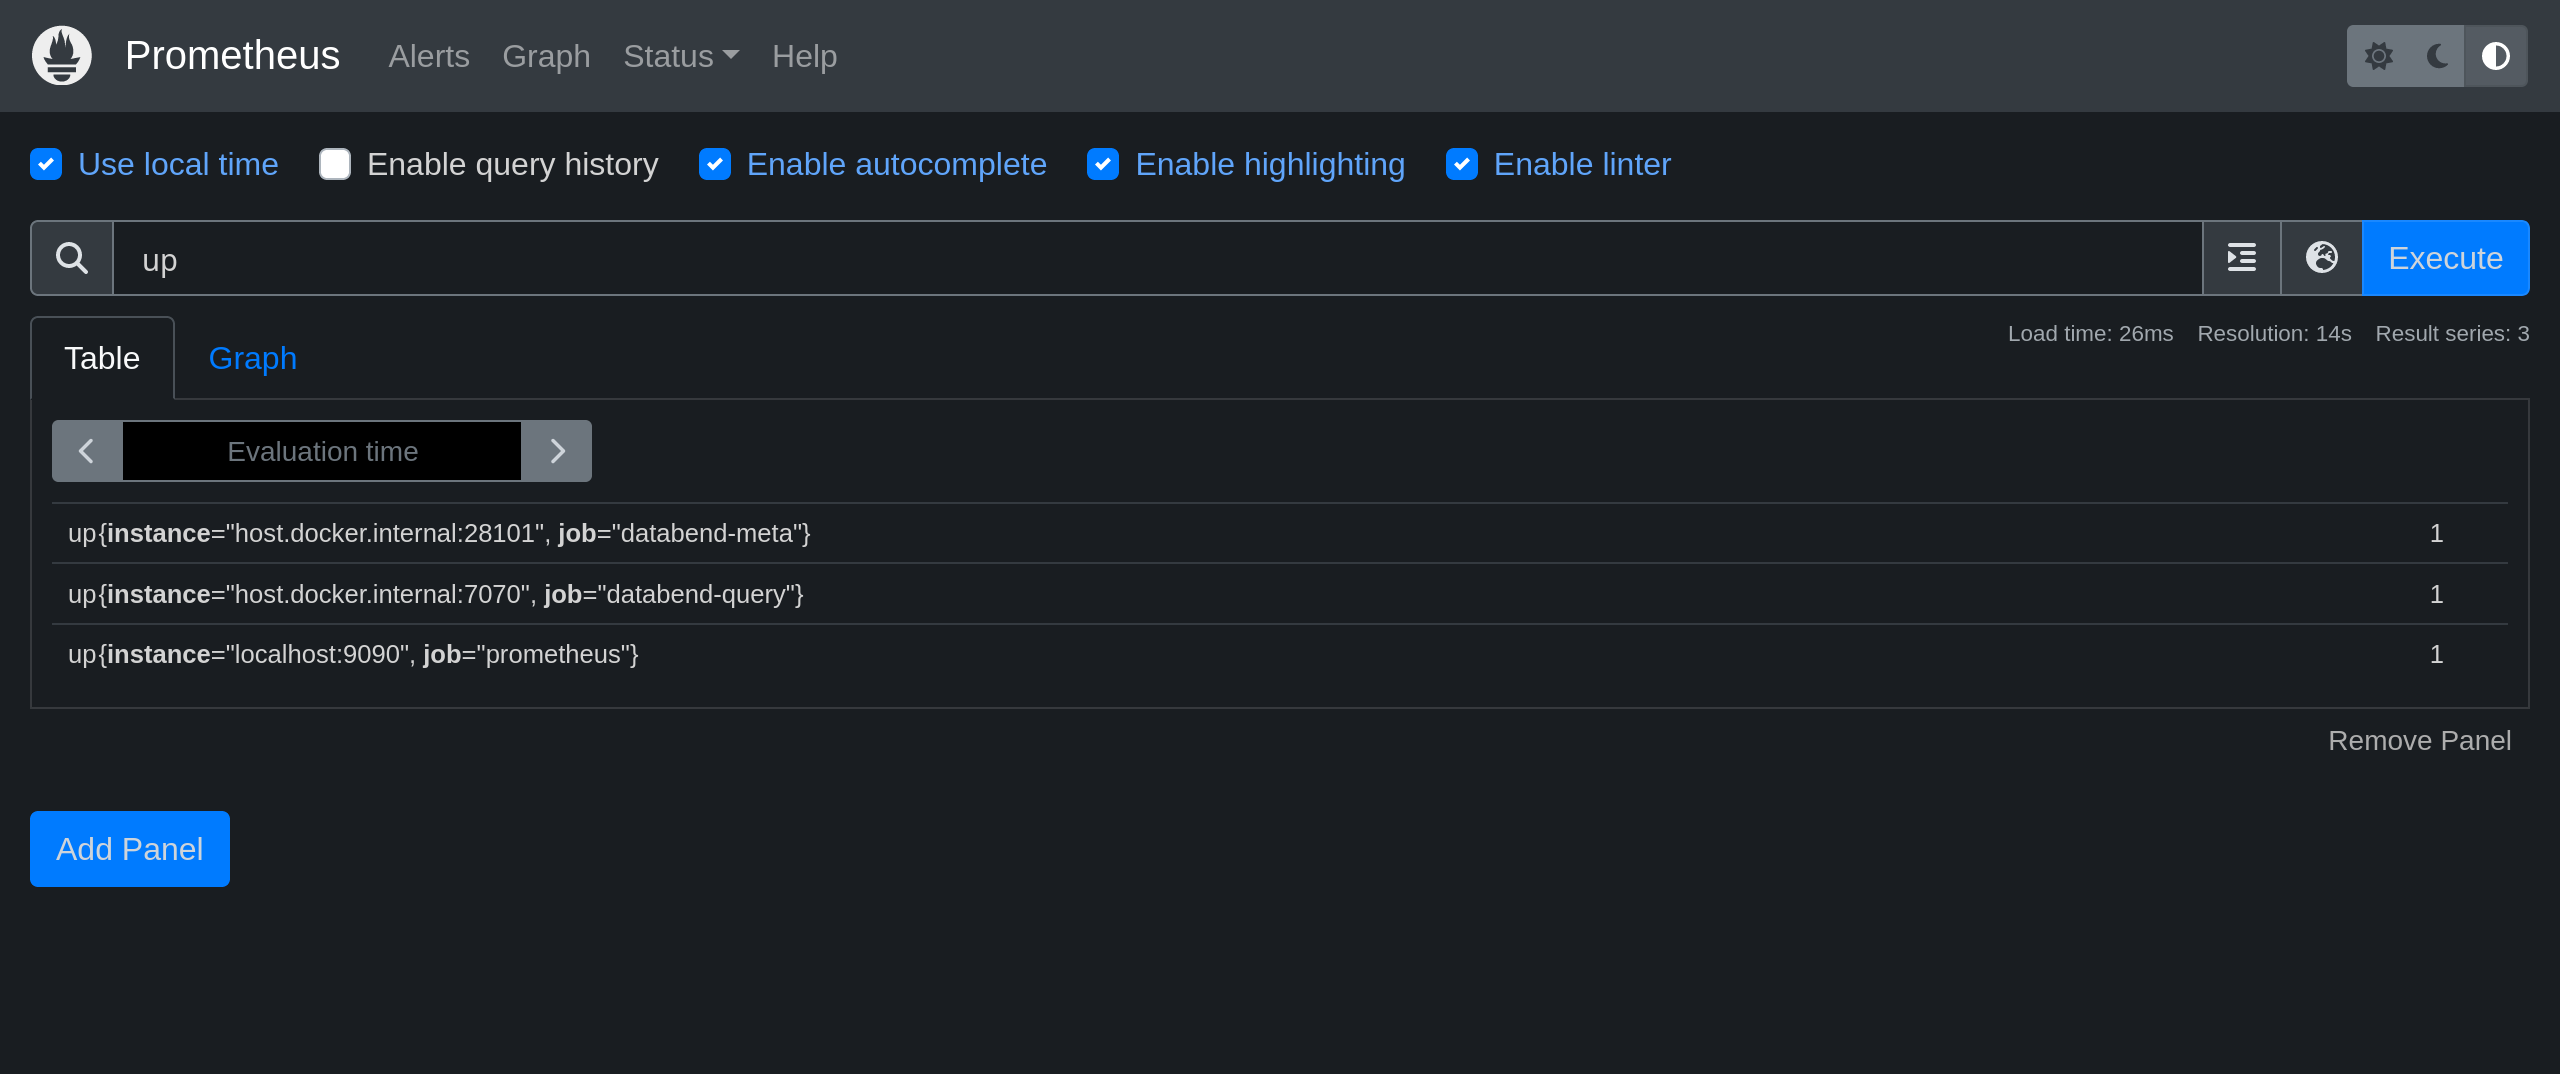 Prometheus Alerts Graph Status Help
Use local time Enable query history Enable autocomplete Enable highlighting Enable linter
up Execute
Table Graph Load time: 26ms Resolution: 14s Result series: 3
Evaluation time
up{instance="host.docker.internal:28101", job="databend-meta"} 1
up{instance="host.docker.internal:7070", job="databend-query"} 1
up{instance="localhost:9090", job="prometheus"} 1
Remove Panel
Add Panel